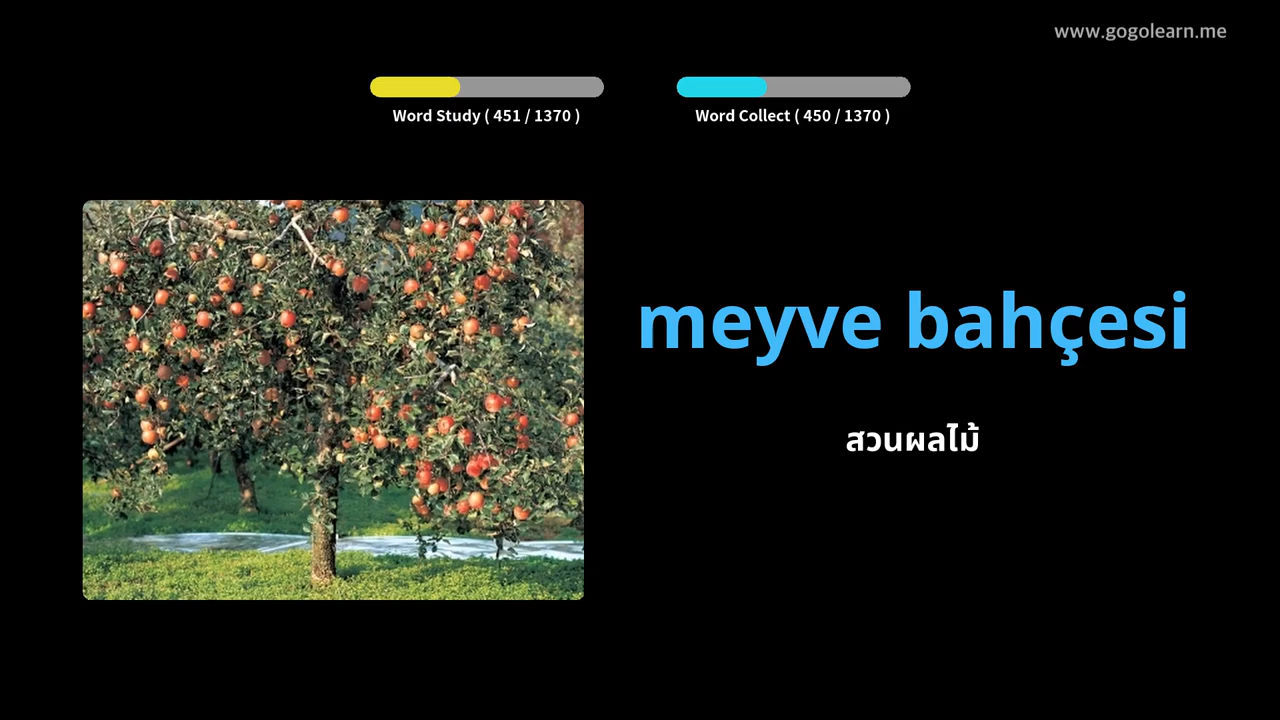 www.gogolearn.me
Word Study ( 451 / 1370 )
Word Collect ( 450 / 1370 )
meyve bahçesi
สวนผลไม้